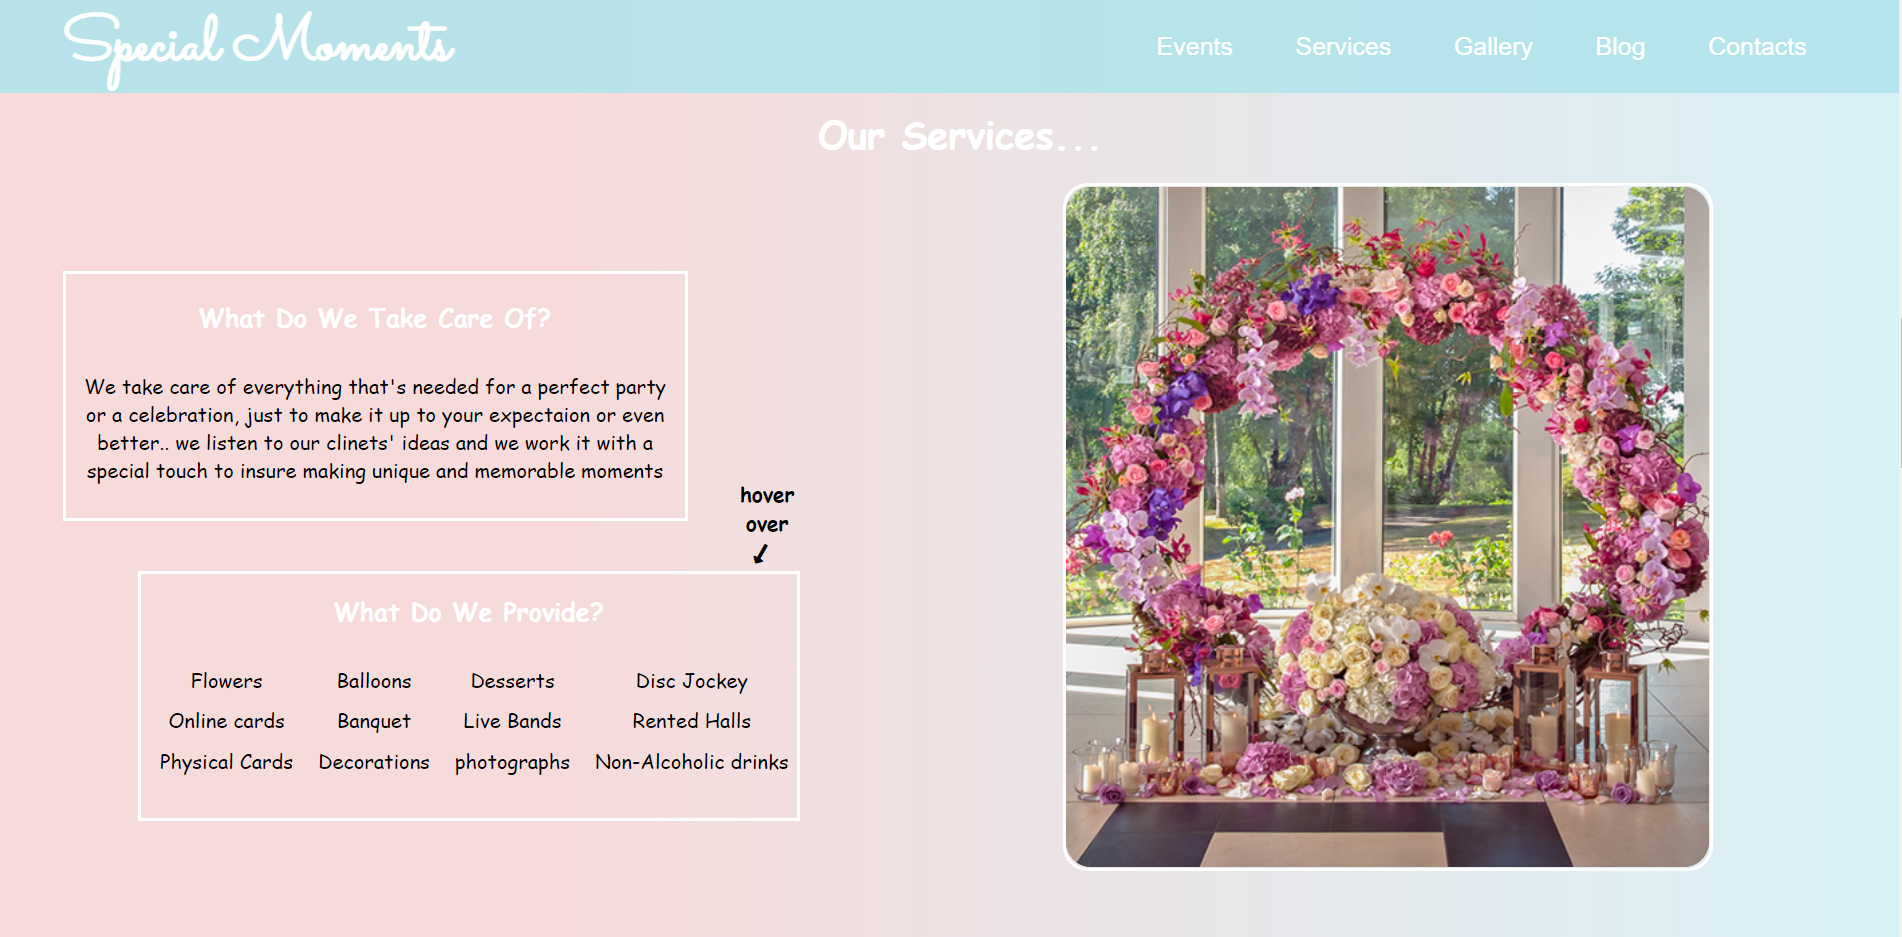 Special Moments
Events Services Gallery Blog Contacts
Our Services...
What Do We Take Care Of?
We take care of everything that's needed for a perfect party
or a celebration, just to make it up to your expectaion or even
better.. we listen to our clinets' ideas and we work it with a
special touch to insure making unique and memorable moments
hover
over
What Do We Provide?
Flowers Balloons Desserts Disc Jockey
Online cards Banquet Live Bands Rented Halls
Physical Cards Decorations photographs Non-Alcoholic drinks